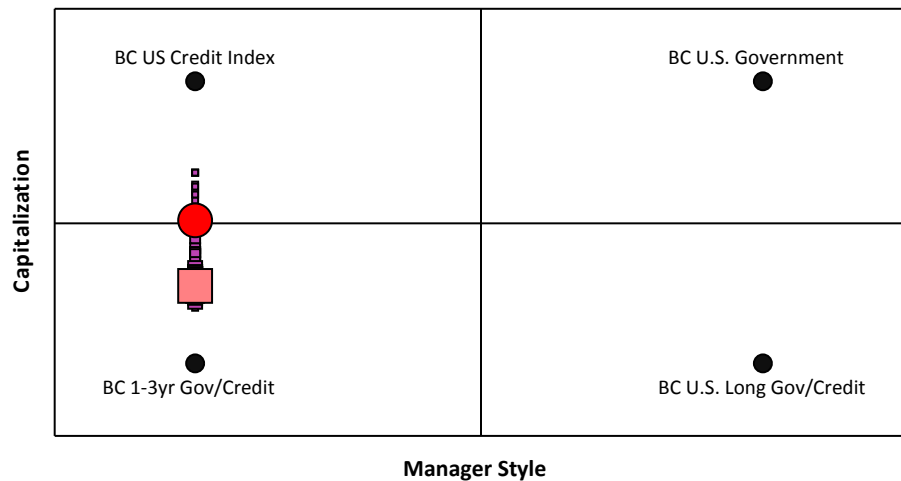 BC US Credit Index
BC U.S. Government
Capitalization
BC 1-3yr Gov/Credit
BC U.S. Long Gov/Credit
Manager Style